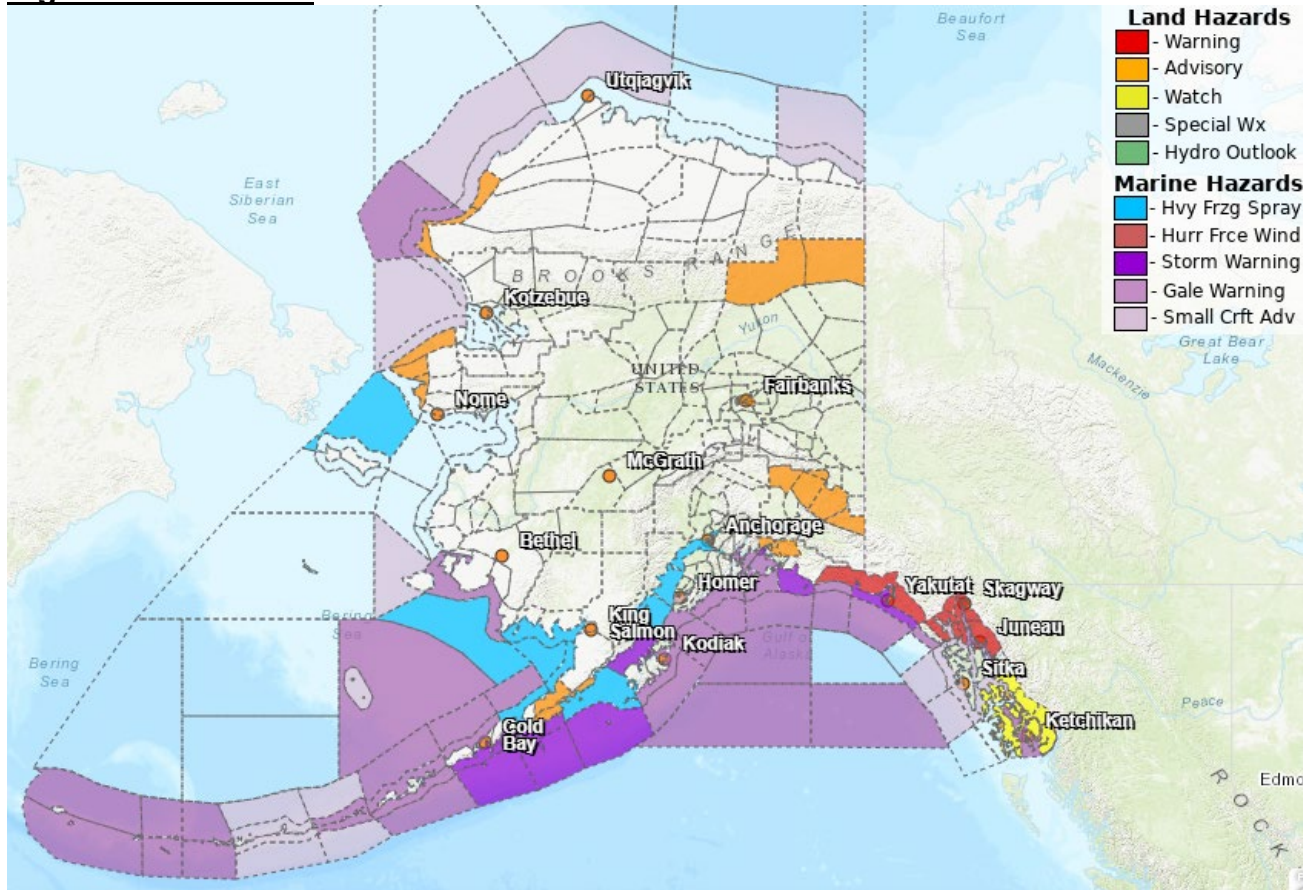 Beaufort
Sea
Land Hazards
- Warning
- Advisory
- Watch
- Special Wx
- Hydro Outlook
Marine Hazards
- Hvy Frzg Spray
- Hurr Frce Wind
- Storm Warning
- Gale Warning
- Small Crft Adv
Utqiagvik
East
Siberian
Sea
BROOKS RANGE
Kotzebue
Yukon
Great Bear
Lake
Mackenzie
UNITED
STATES
Fairbanks
Nome
McGrath
Anchorage
Bethel
Homer
Yakutat
Skagway
King
Salmon
Juneau
Bering
Sea
Kodiak
Gulf of
Alaska
Sitka
Bering
Sea
Peace
Cold
Bay
Ketchikan
ROCK
Edmo